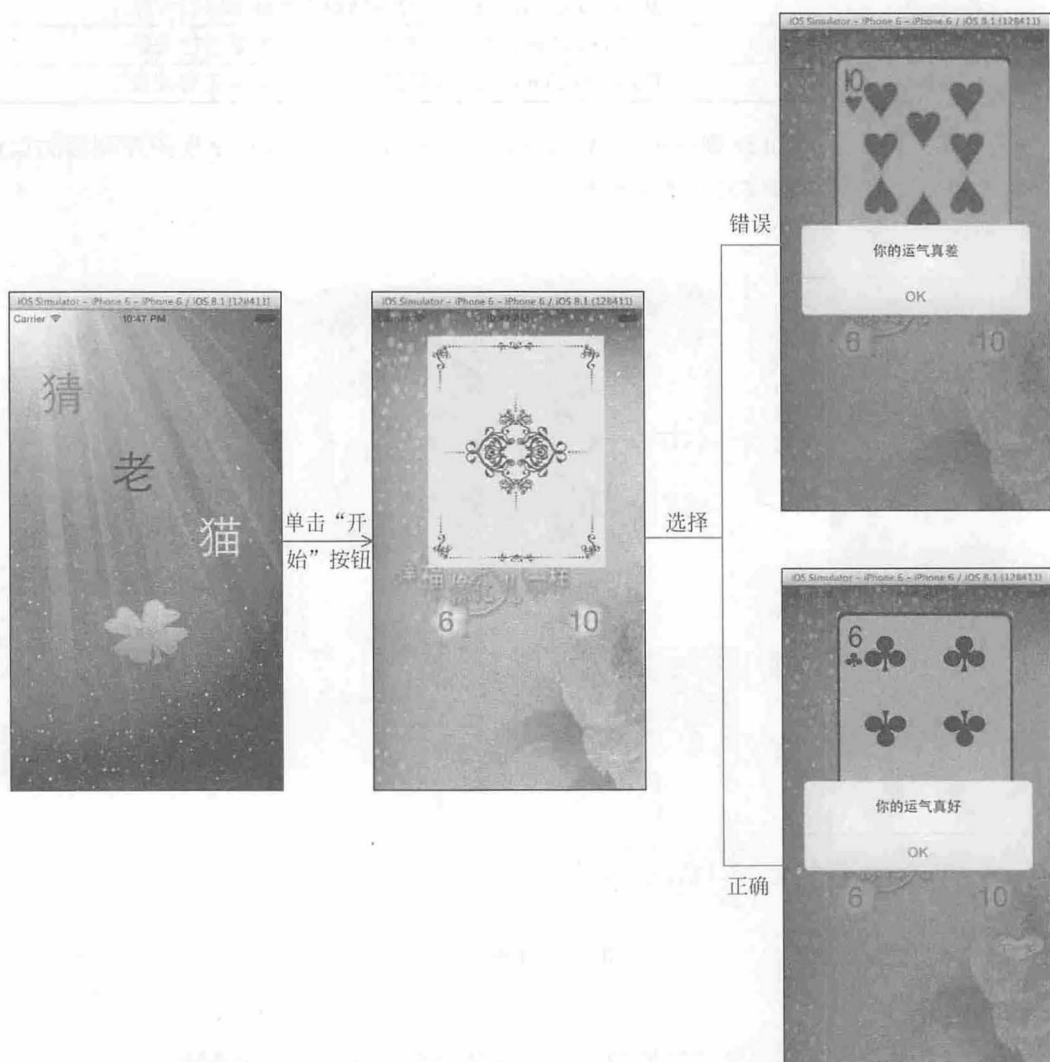 iOS Simulator - iPhone 6 - iPhone 6 / iOS 8.1 (12B411)
10
错误
你的运气真差
OK
6 10
iOS Simulator - iPhone 6 - iPhone 6 / iOS 8.1 (12B411)
Carrier 10:47 PM
猜
老
猫
单击“开
始”按钮
iOS Simulator - iPhone 6 - iPhone 6 / iOS 8.1 (12B411)
6 10
选择
iOS Simulator - iPhone 6 - iPhone 6 / iOS 8.1 (12B411)
6
你的运气真好
OK
正确
6 10